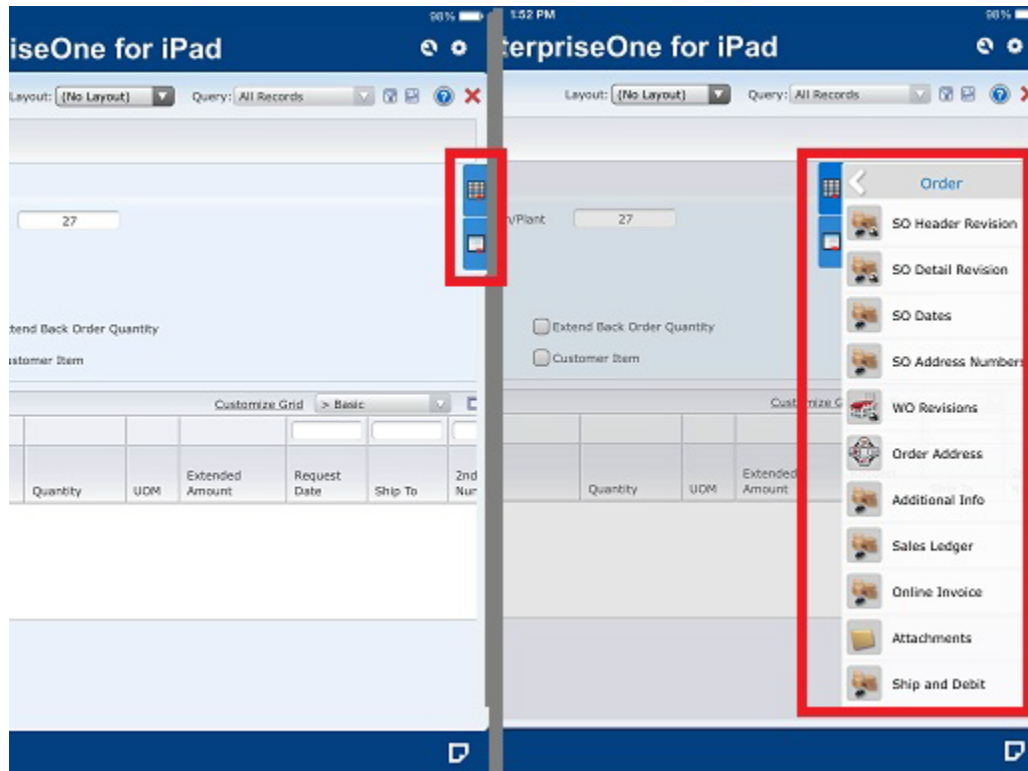 98%
iseOne for iPad
Layout: (No Layout) Query: All Records
27
tend Back Order Quantity
ustomer Item
Customize Grid > Basic
Quantity UOM Extended Amount Request Date Ship To 2nd Nur
1:52 PM 98%
terpriseOne for iPad
Layout: (No Layout) Query: All Records
n/Plant 27
Extend Back Order Quantity
Customer Item
Customize G
Quantity UOM Extended Amount
Order
SO Header Revision
SO Detail Revision
SO Dates
SO Address Numbers
WO Revisions
Order Address
Additional Info
Sales Ledger
Online Invoice
Attachments
Ship and Debit